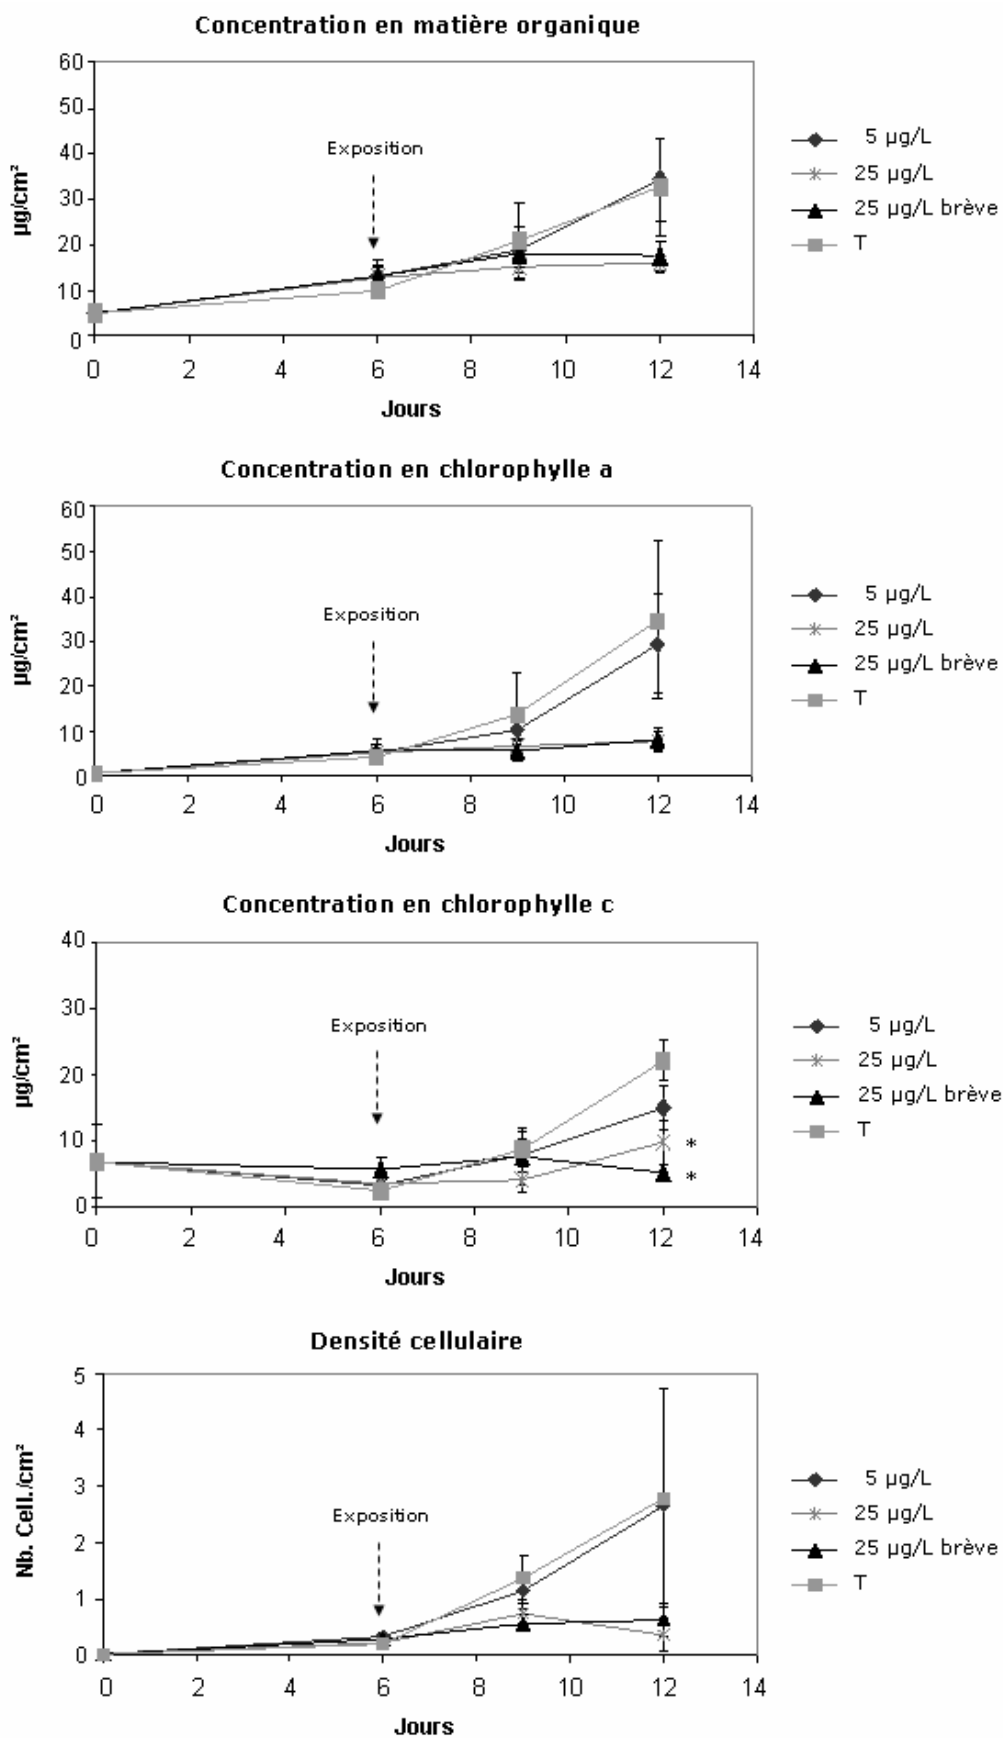 Concentration en matière organique
60
50
40
30
20
10
0
µg/cm²
Exposition
0 2 4 6 8 10 12 14
Jours
5 µg/L
25 µg/L
25 µg/L brève
T
Concentration en chlorophylle a
60
50
40
30
20
10
0
µg/cm²
Exposition
0 2 4 6 8 10 12 14
Jours
5 µg/L
25 µg/L
25 µg/L brève
T
Concentration en chlorophylle c
40
30
20
10
0
µg/cm²
Exposition
*
*
0 2 4 6 8 10 12 14
Jours
5 µg/L
25 µg/L
25 µg/L brève
T
Densité cellulaire
5
4
3
2
1
0
Nb. Cell./cm²
Exposition
0 2 4 6 8 10 12 14
Jours
5 µg/L
25 µg/L
25 µg/L brève
T